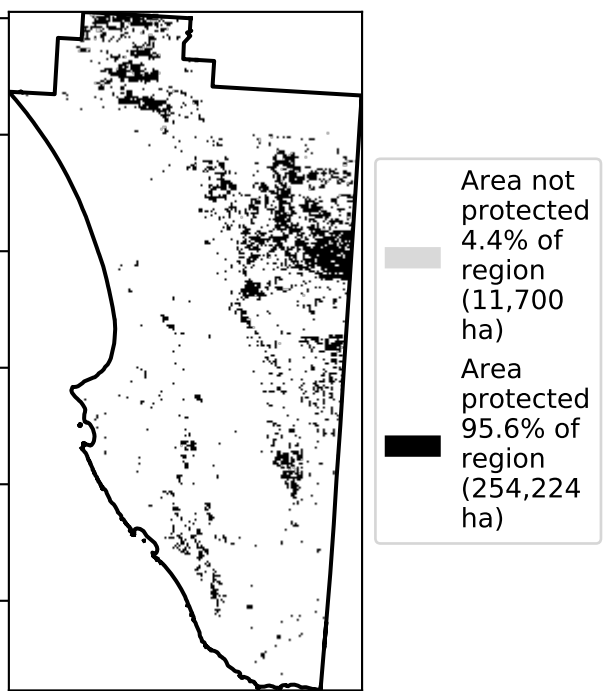 Area not
protected
4.4% of
region
(11,700
ha)
Area
protected
95.6% of
region
(254,224
ha)